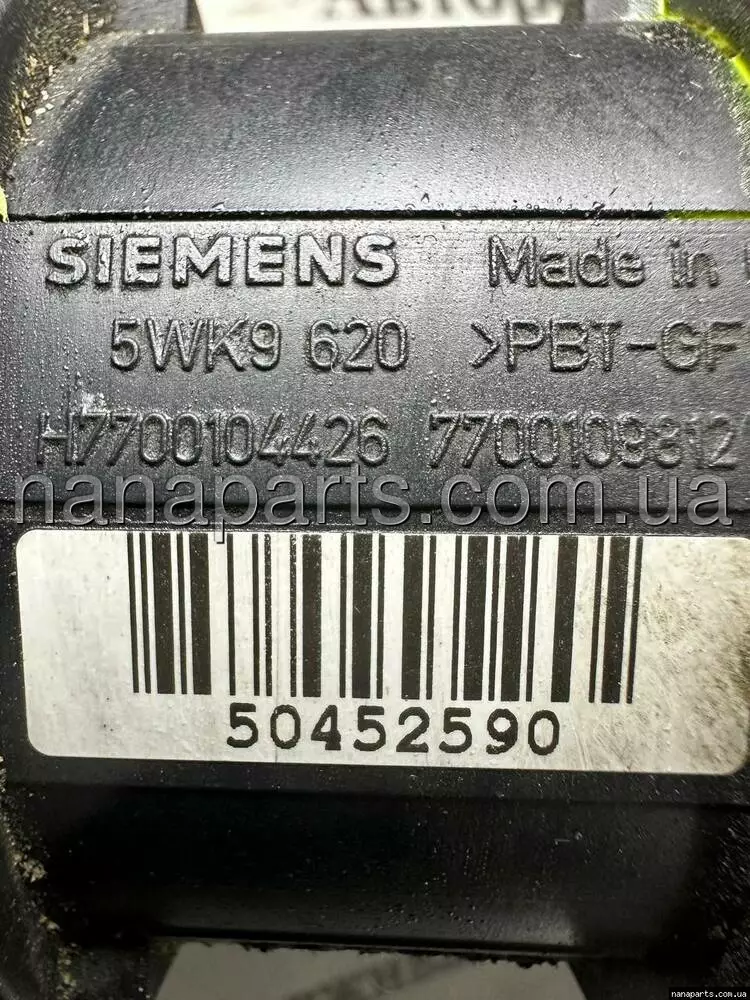 SIEMENS Made in
5WK9 620 >PBT-GF
H7700104426 7700109812
nanaparts.com.ua
50452590
nanaparts.com.ua